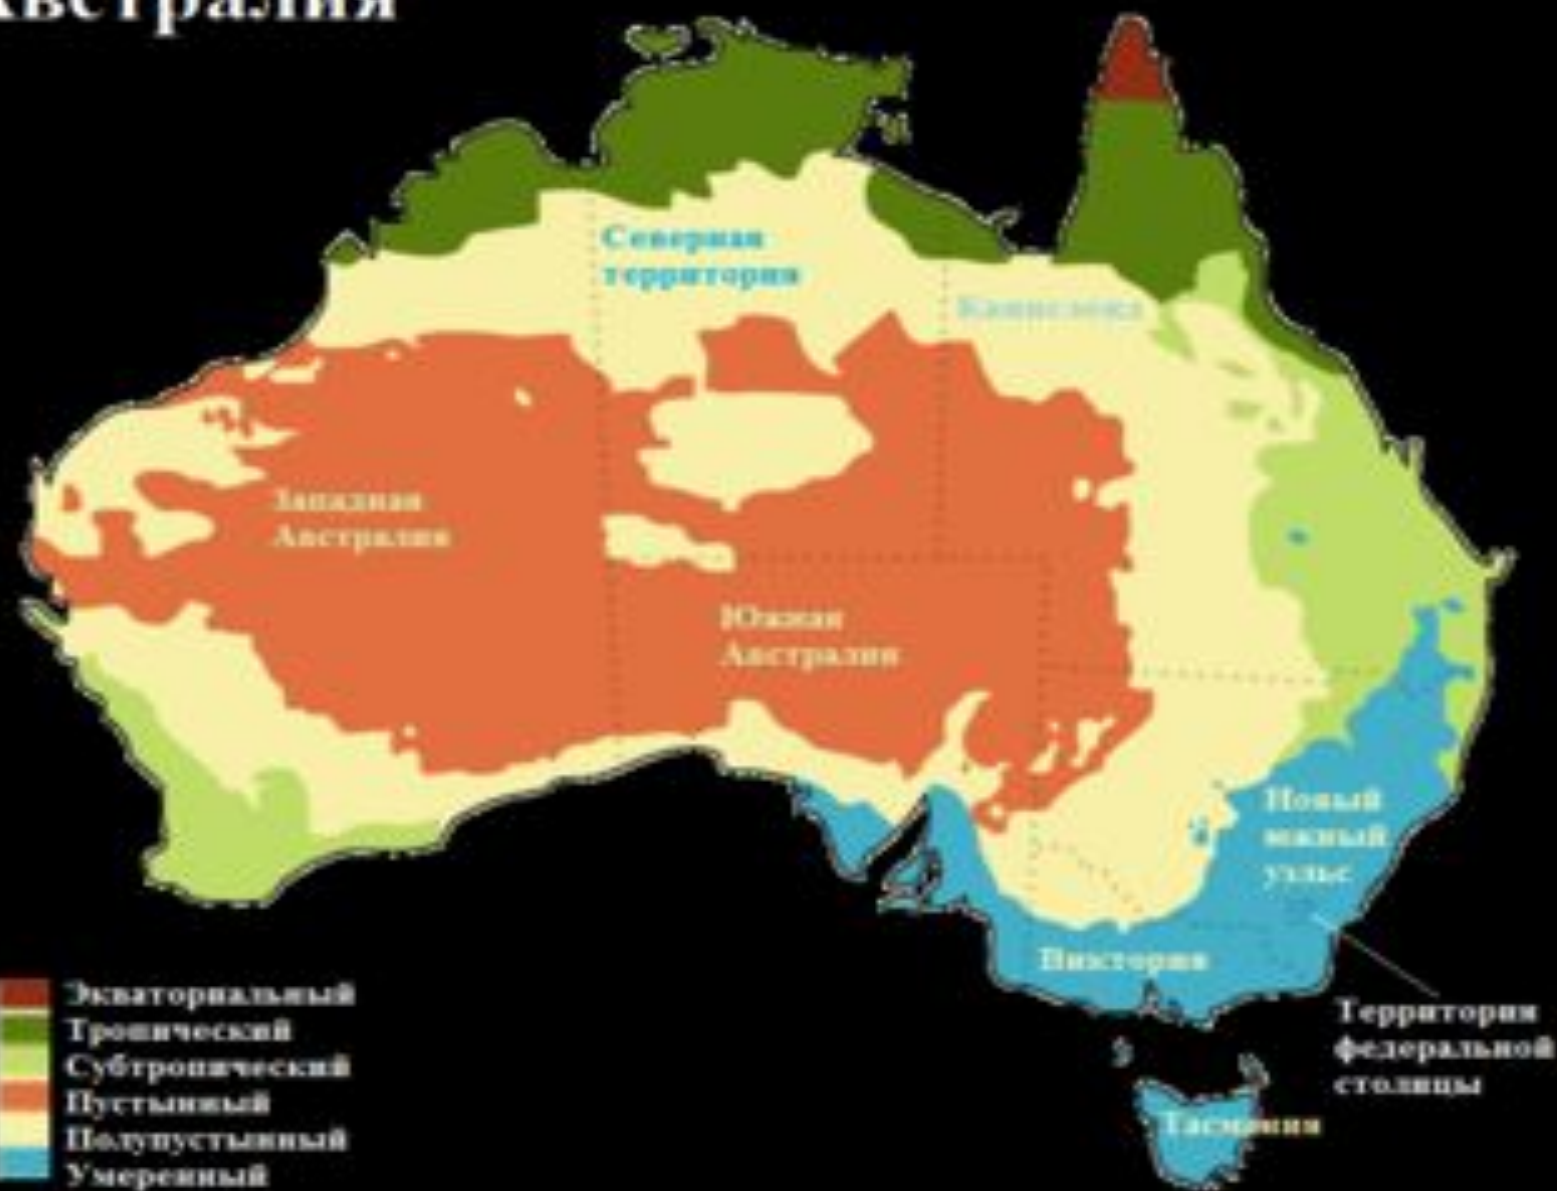 Австралия
Северная
территория
Квинслэнд
Западная
Австралия
Южная
Австралия
Новый
южный
уэльс
Виктория
Территория
федеральной
столицы
Тасмания
Экваториальный
Тропический
Субтропический
Пустынный
Полупустынный
Умеренный